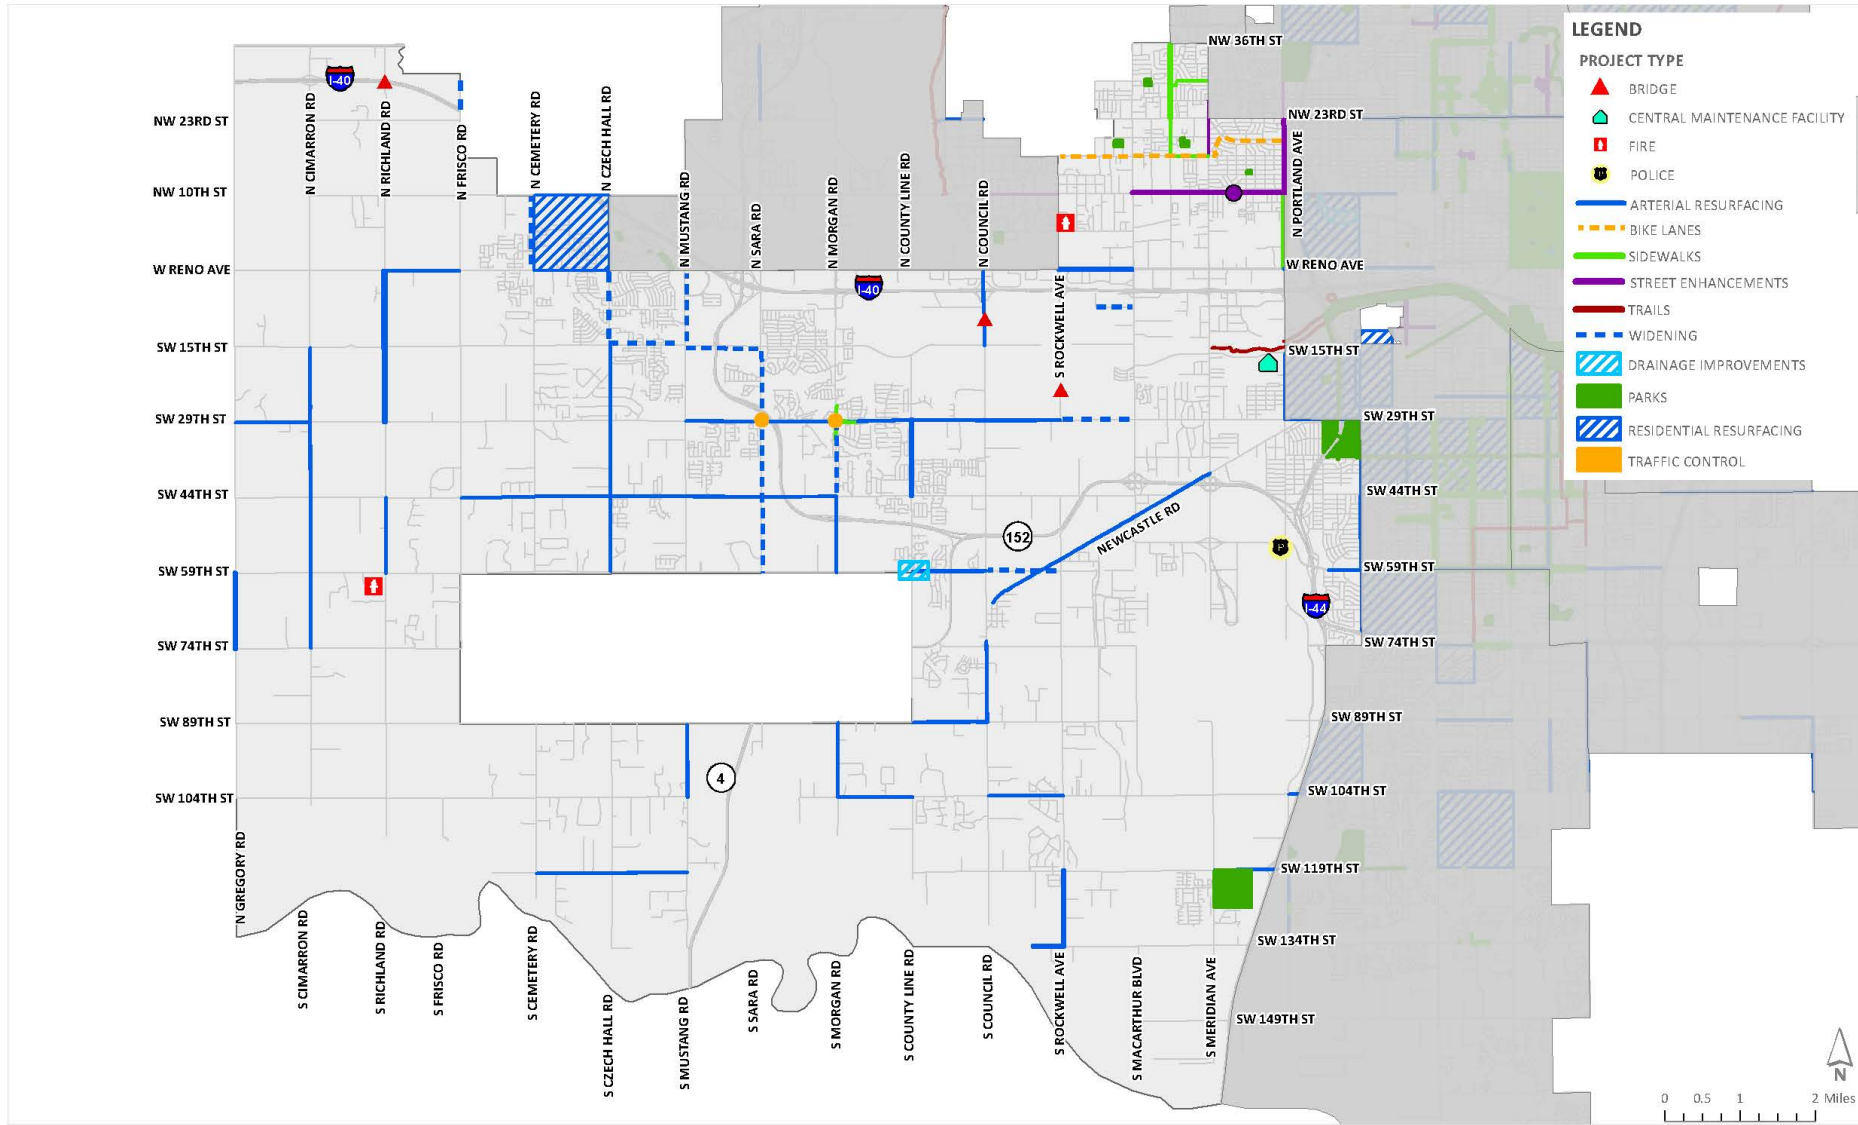 LEGEND
PROJECT TYPE
BRIDGE
CENTRAL MAINTENANCE FACILITY
FIRE
POLICE
ARTERIAL RESURFACING
BIKE LANES
SIDEWALKS
STREET ENHANCEMENTS
TRAILS
WIDENING
DRAINAGE IMPROVEMENTS
PARKS
RESIDENTIAL RESURFACING
TRAFFIC CONTROL
NW 36TH ST
I-40
NW 23RD ST
NW 23RD ST
N CIMARRON RD
N RICHLAND RD
N FRISCO RD
N CEMETERY RD
N CZECH HALL RD
N MUSTANG RD
N SARA RD
N MORGAN RD
N COUNTY LINE RD
N COUNCIL RD
N PORTLAND AVE
NW 10TH ST
W RENO AVE
W RENO AVE
I-40
S ROCKWELL AVE
SW 15TH ST
SW 15TH ST
SW 29TH ST
SW 29TH ST
SW 44TH ST
SW 44TH ST
NEWCASTLE RD
152
P
SW 59TH ST
SW 59TH ST
I-44
SW 74TH ST
SW 74TH ST
SW 89TH ST
SW 89TH ST
4
SW 104TH ST
SW 104TH ST
SW 119TH ST
SW 134TH ST
SW 149TH ST
N GREGORY RD
S CIMARRON RD
S RICHLAND RD
S FRISCO RD
S CEMETERY RD
S CZECH HALL RD
S MUSTANG RD
S SARA RD
S MORGAN RD
S COUNTY LINE RD
S COUNCIL RD
S ROCKWELL AVE
S MACARTHUR BLVD
S MERIDIAN AVE
N
0 0.5 1 2 Miles